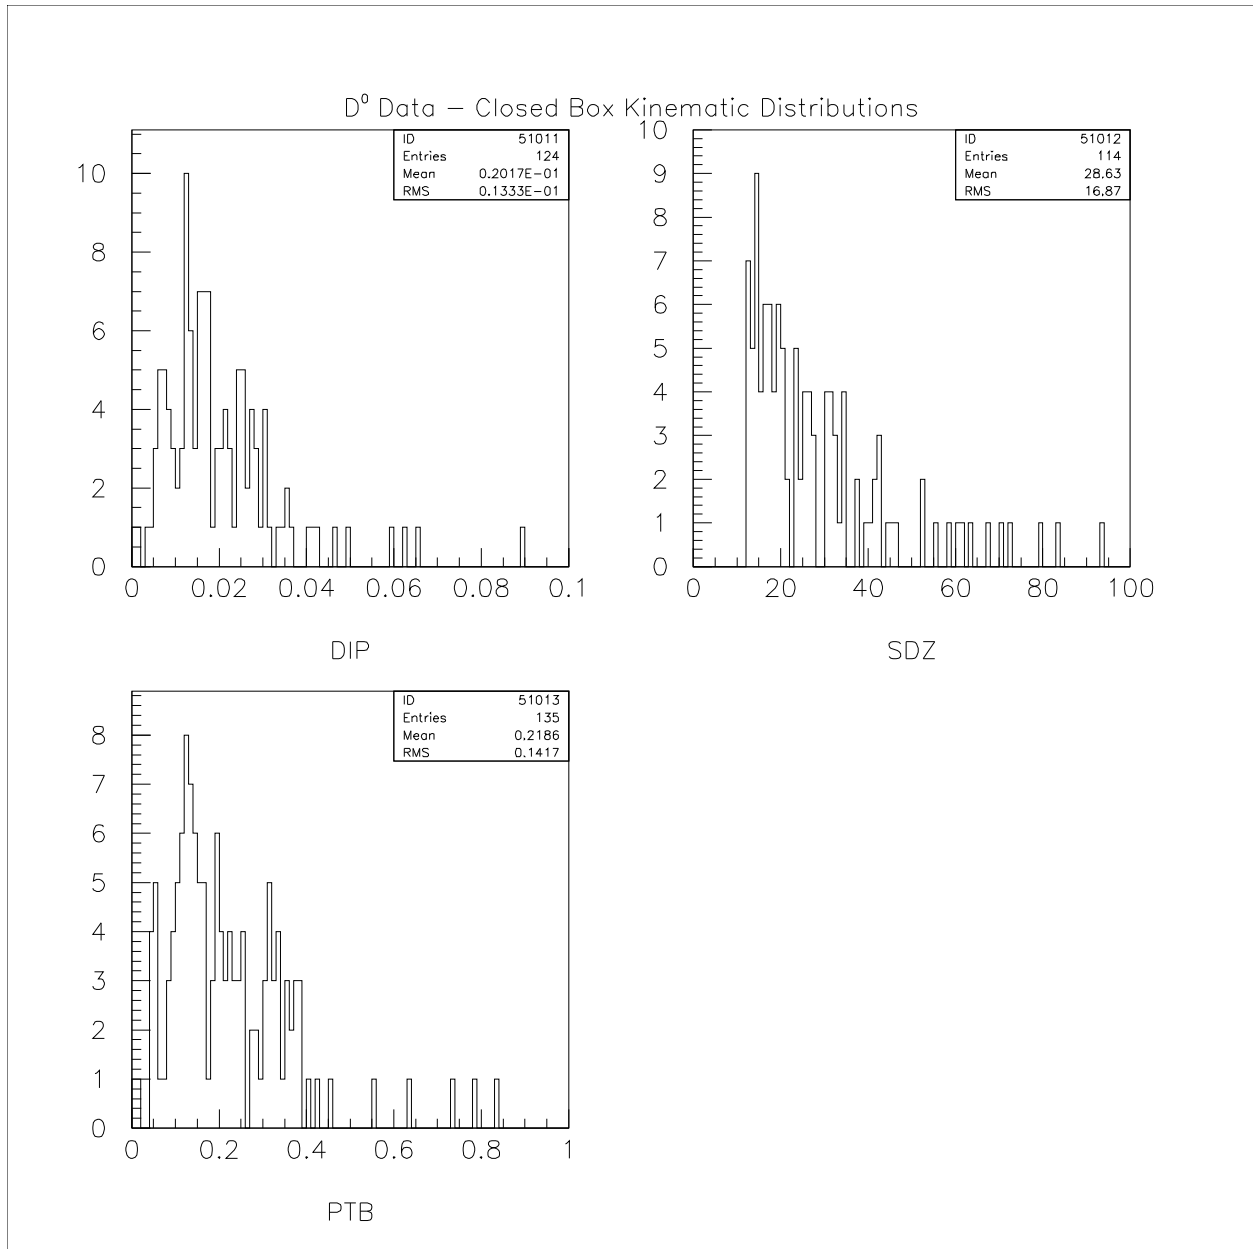 D⁰ Data – Closed Box Kinematic Distributions
ID 51011
Entries 124
Mean 0.2017E-01
RMS 0.1333E-01
10
8
6
4
2
0
0 0.02 0.04 0.06 0.08 0.1
DIP
ID 51012
Entries 114
Mean 28.63
RMS 16.87
10
9
8
7
6
5
4
3
2
1
0
0 20 40 60 80 100
SDZ
ID 51013
Entries 135
Mean 0.2186
RMS 0.1417
8
7
6
5
4
3
2
1
0
0 0.2 0.4 0.6 0.8 1
PTB